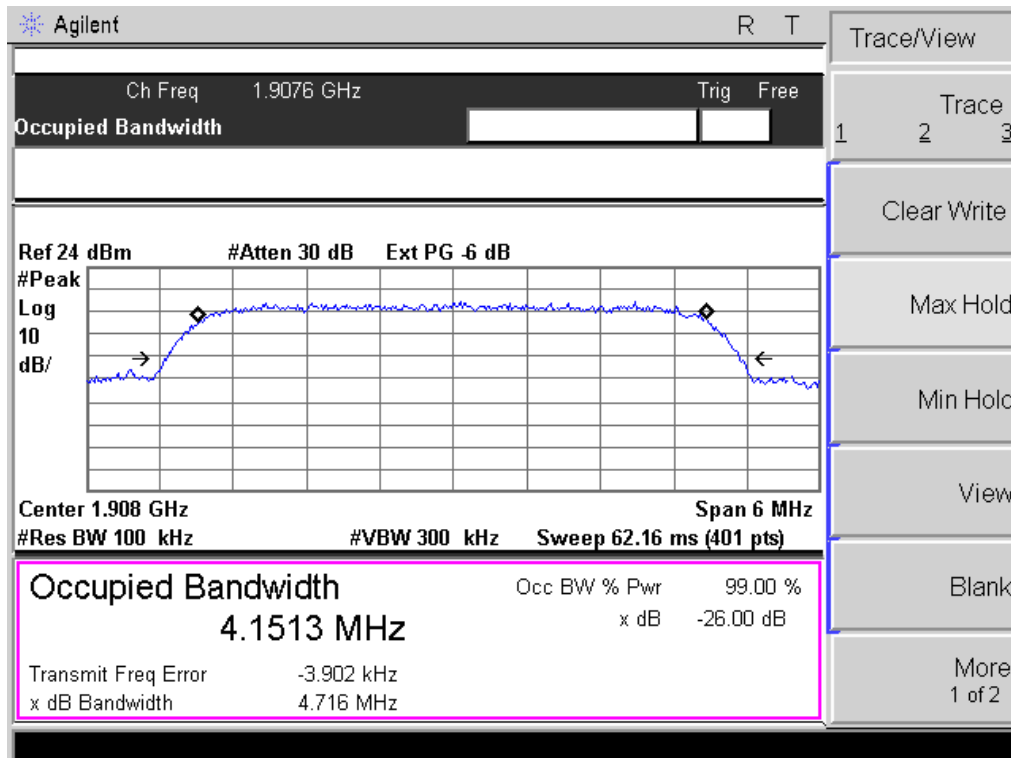 Agilent R T
Ch Freq 1.9076 GHz Trig Free
Occupied Bandwidth
Ref 24 dBm #Atten 30 dB Ext PG -6 dB
#Peak
Log
10
dB/
Center 1.908 GHz Span 6 MHz
#Res BW 100 kHz #VBW 300 kHz Sweep 62.16 ms (401 pts)
Occupied Bandwidth Occ BW % Pwr 99.00 %
4.1513 MHz x dB -26.00 dB
Transmit Freq Error -3.902 kHz
x dB Bandwidth 4.716 MHz
Trace/View
Trace
1 2 3
Clear Write
Max Hold
Min Hold
View
Blank
More
1 of 2